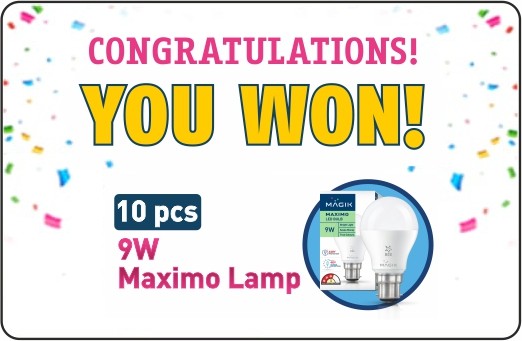 CONGRATULATIONS!
YOU WON!
10 pcs
9W
Maximo Lamp
MAGIK
MAXIMO
LED BULB
9W